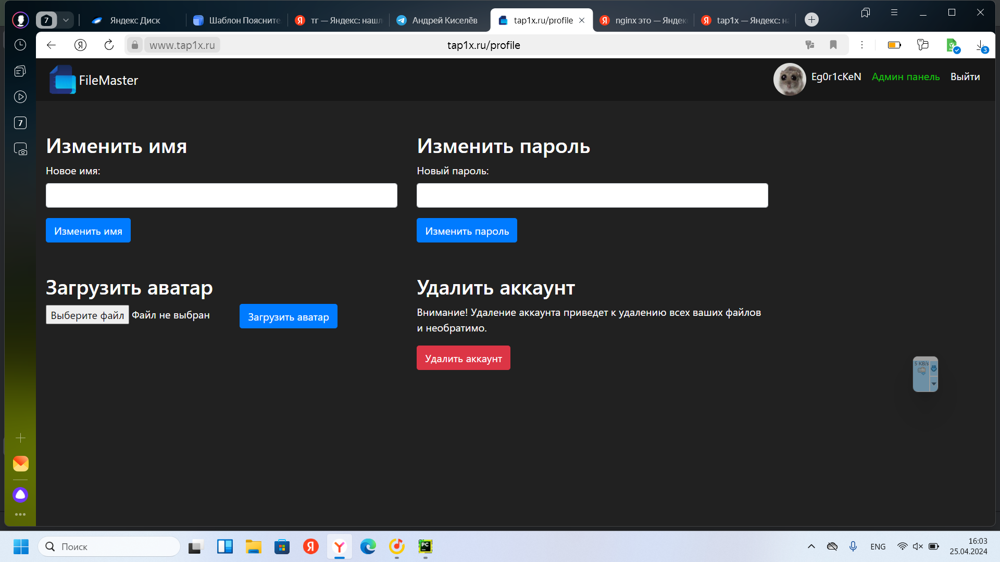 7
Яндекс Диск
Шаблон Поясните
тг — Яндекс: нашл
Андрей Киселёв
tap1x.ru/profile
nginx это — Яндек
tap1x — Яндекс: на
www.tap1x.ru
tap1x.ru/profile
3
7
FileMaster
Eg0r1cKeN
Админ панель
Выйти
Изменить имя
Новое имя:
Изменить имя
Изменить пароль
Новый пароль:
Изменить пароль
Загрузить аватар
Выберите файл Файл не выбран
Загрузить аватар
Удалить аккаунт
Внимание! Удаление аккаунта приведет к удалению всех ваших файлов
и необратимо.
Удалить аккаунт
5 KB/s
Поиск
PC
ENG
16:03
25.04.2024